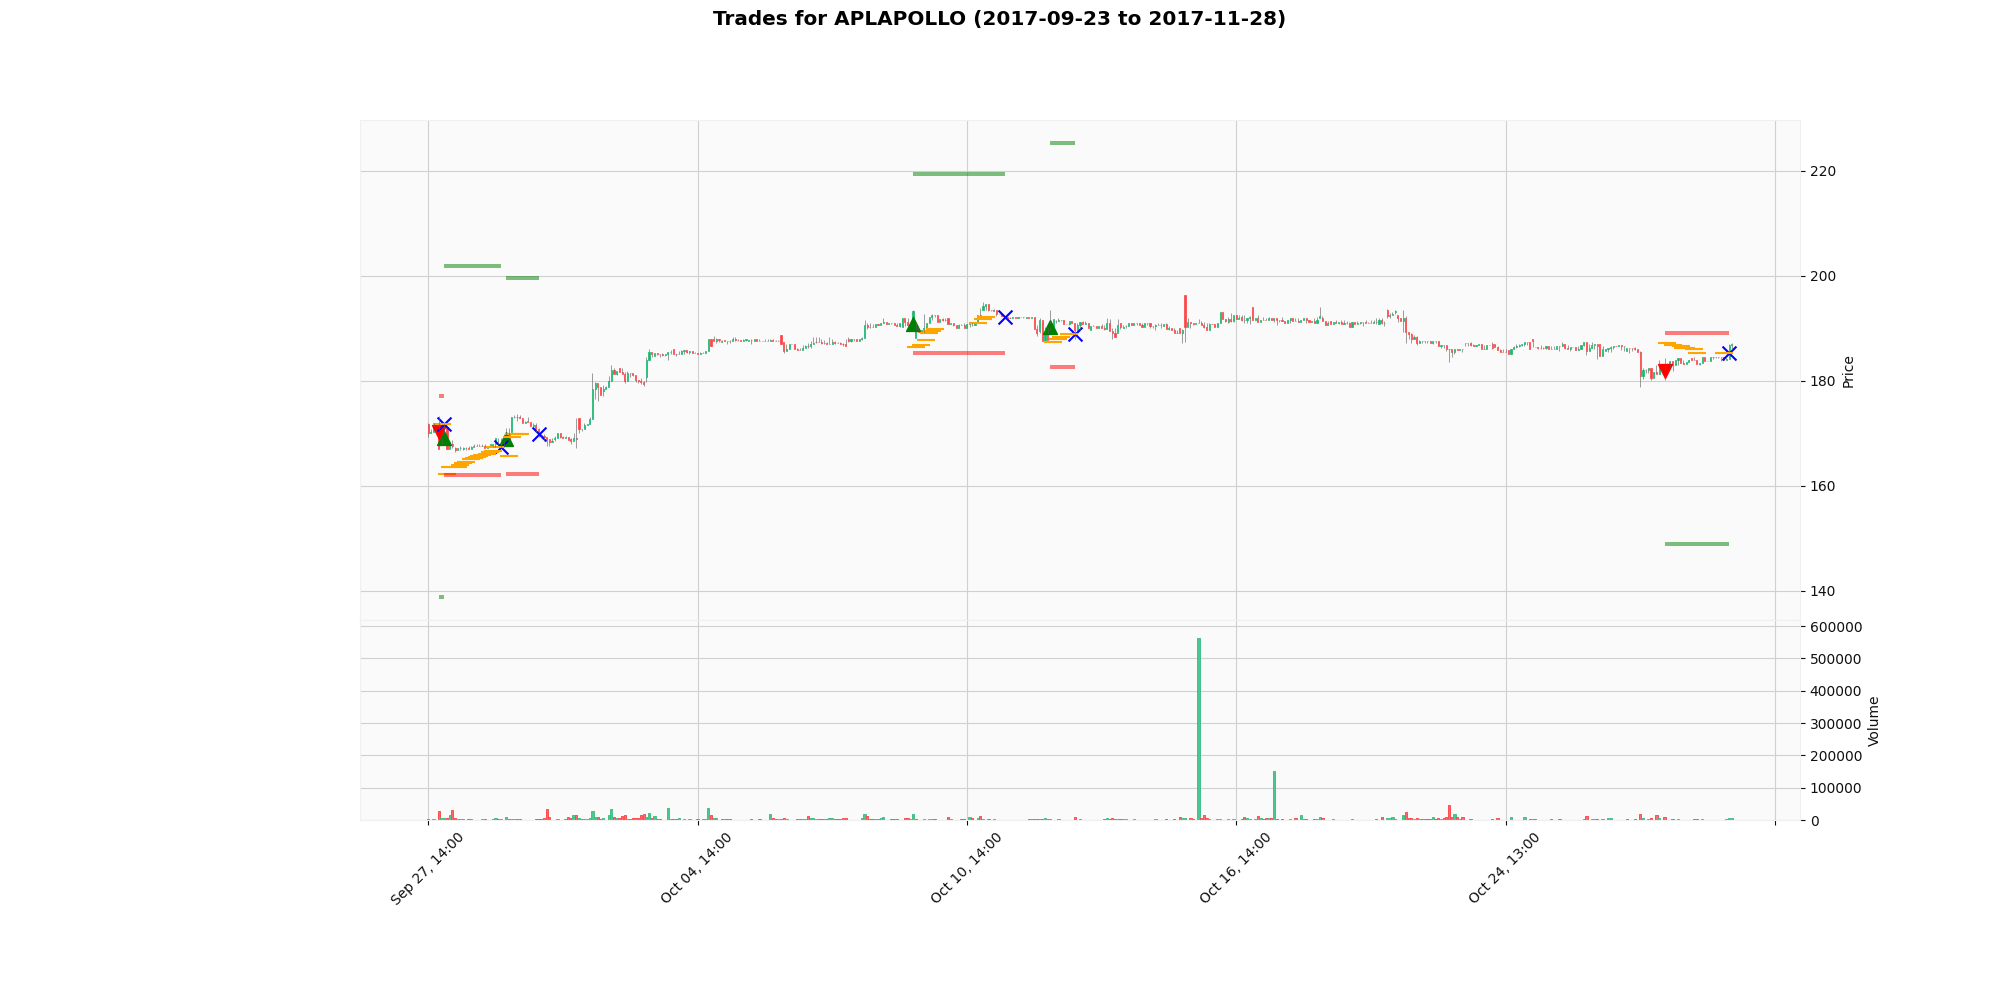 Trades for APLAPOLLO (2017-09-23 to 2017-11-28)
220
200
180
160
140
Price
600000
500000
400000
300000
200000
100000
0
Volume
Sep 27, 14:00
Oct 04, 14:00
Oct 10, 14:00
Oct 16, 14:00
Oct 24, 13:00